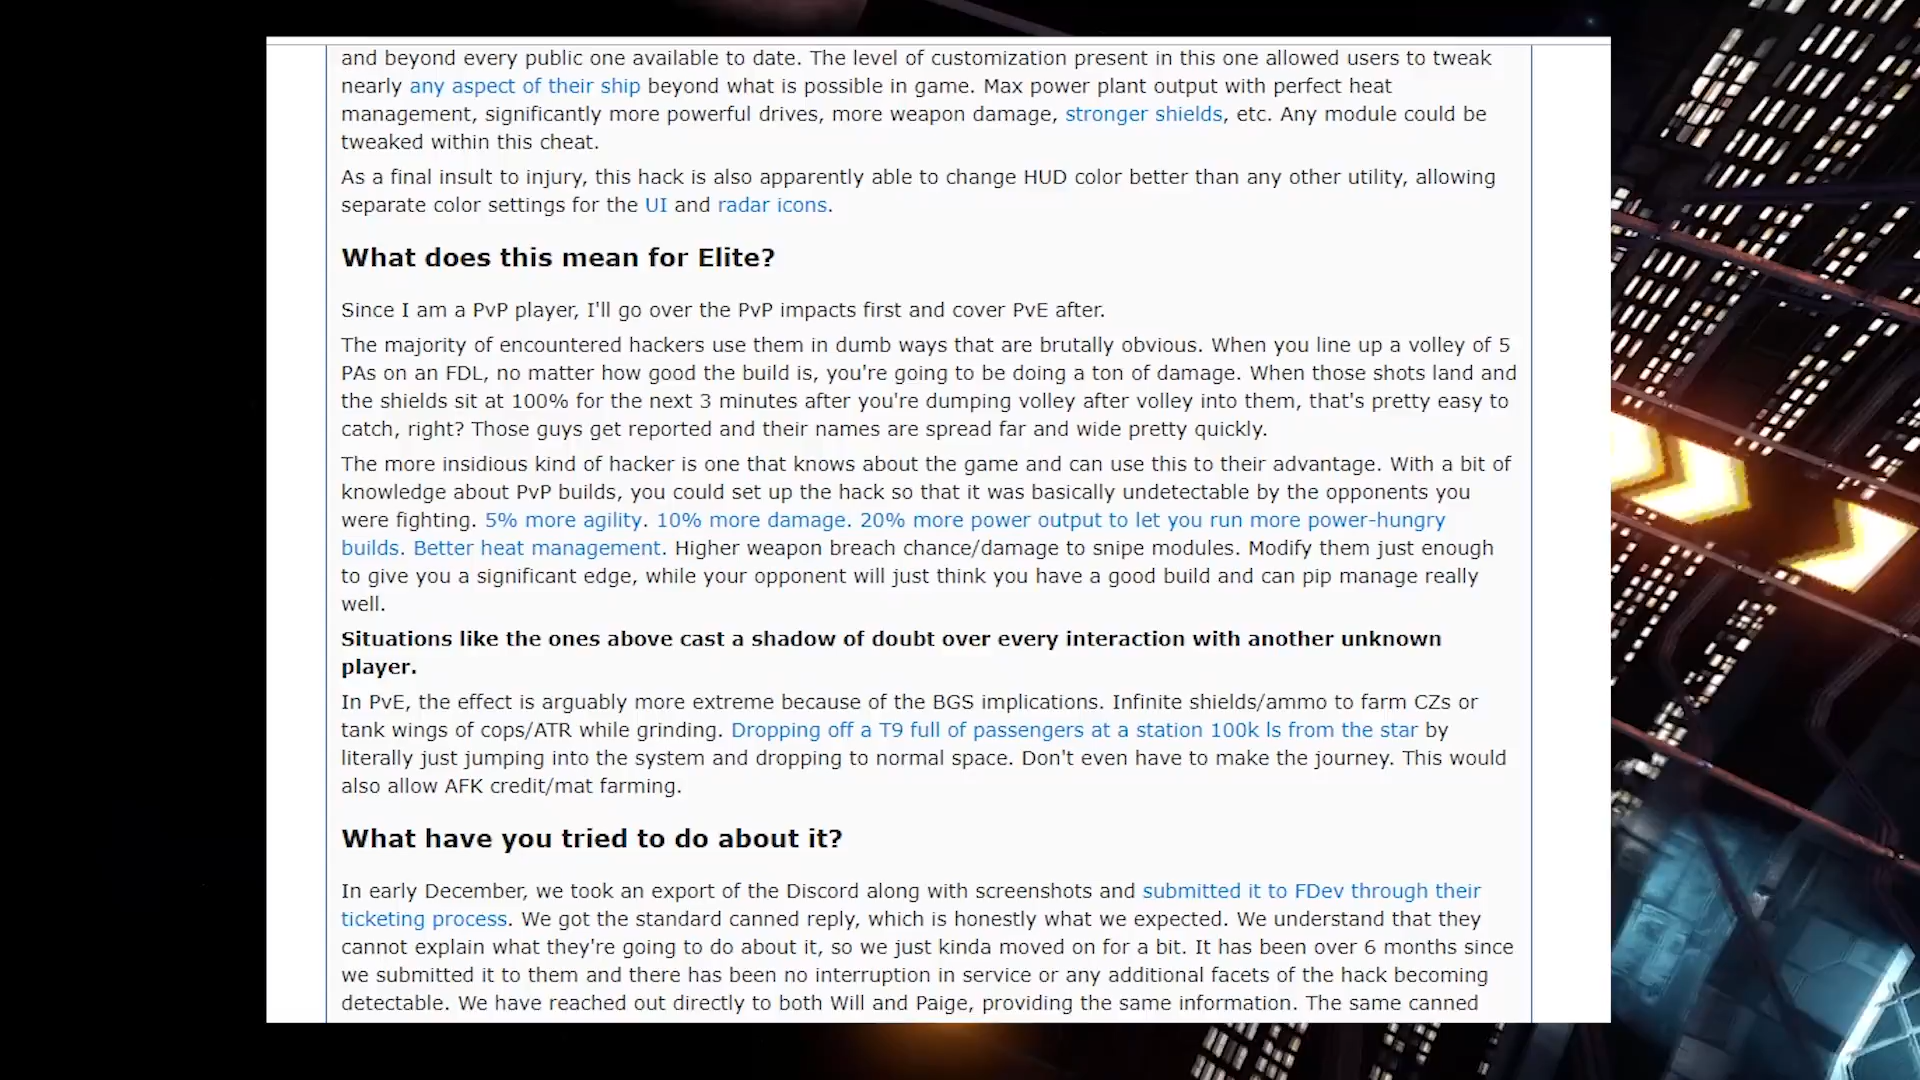 and beyond every public one available to date. The level of customization present in this one allowed users to tweak
nearly any aspect of their ship beyond what is possible in game. Max power plant output with perfect heat
management, significantly more powerful drives, more weapon damage, stronger shields, etc. Any module could be
tweaked within this cheat.
As a final insult to injury, this hack is also apparently able to change HUD color better than any other utility, allowing
separate color settings for the UI and radar icons.
What does this mean for Elite?
Since I am a PvP player, I'll go over the PvP impacts first and cover PvE after.
The majority of encountered hackers use them in dumb ways that are brutally obvious. When you line up a volley of 5
PAs on an FDL, no matter how good the build is, you're going to be doing a ton of damage. When those shots land and
the shields sit at 100% for the next 3 minutes after you're dumping volley after volley into them, that's pretty easy to
catch, right? Those guys get reported and their names are spread far and wide pretty quickly.
The more insidious kind of hacker is one that knows about the game and can use this to their advantage. With a bit of
knowledge about PvP builds, you could set up the hack so that it was basically undetectable by the opponents you
were fighting. 5% more agility. 10% more damage. 20% more power output to let you run more power-hungry
builds. Better heat management. Higher weapon breach chance/damage to snipe modules. Modify them just enough
to give you a significant edge, while your opponent will just think you have a good build and can pip manage really
well.
Situations like the ones above cast a shadow of doubt over every interaction with another unknown
player.
In PvE, the effect is arguably more extreme because of the BGS implications. Infinite shields/ammo to farm CZs or
tank wings of cops/ATR while grinding. Dropping off a T9 full of passengers at a station 100k ls from the star by
literally just jumping into the system and dropping to normal space. Don't even have to make the journey. This would
also allow AFK credit/mat farming.
What have you tried to do about it?
In early December, we took an export of the Discord along with screenshots and submitted it to FDev through their
ticketing process. We got the standard canned reply, which is honestly what we expected. We understand that they
cannot explain what they're going to do about it, so we just kinda moved on for a bit. It has been over 6 months since
we submitted it to them and there has been no interruption in service or any additional facets of the hack becoming
detectable. We have reached out directly to both Will and Paige, providing the same information. The same canned